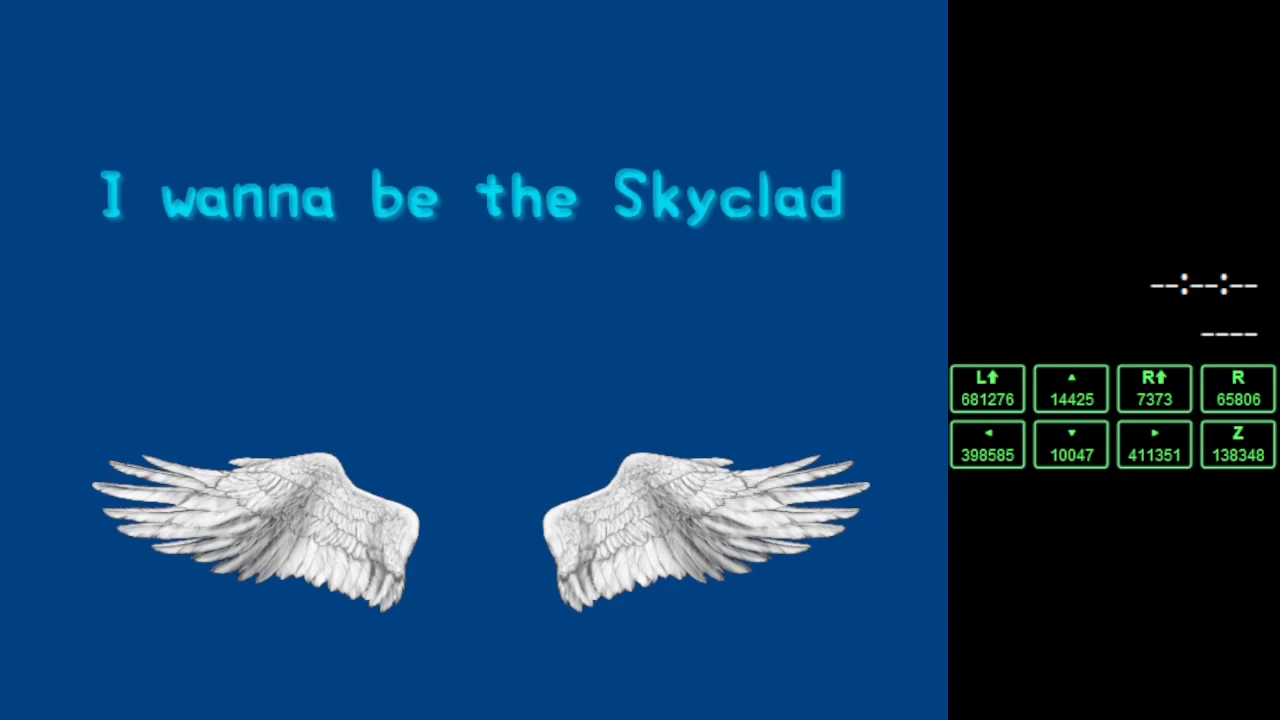 I wanna be the Skyclad
--:--:--
----
L⬆ ▲ R⬆ R
681276 14425 7373 65806
◄ ▼ ► Z
398585 10047 411351 138348